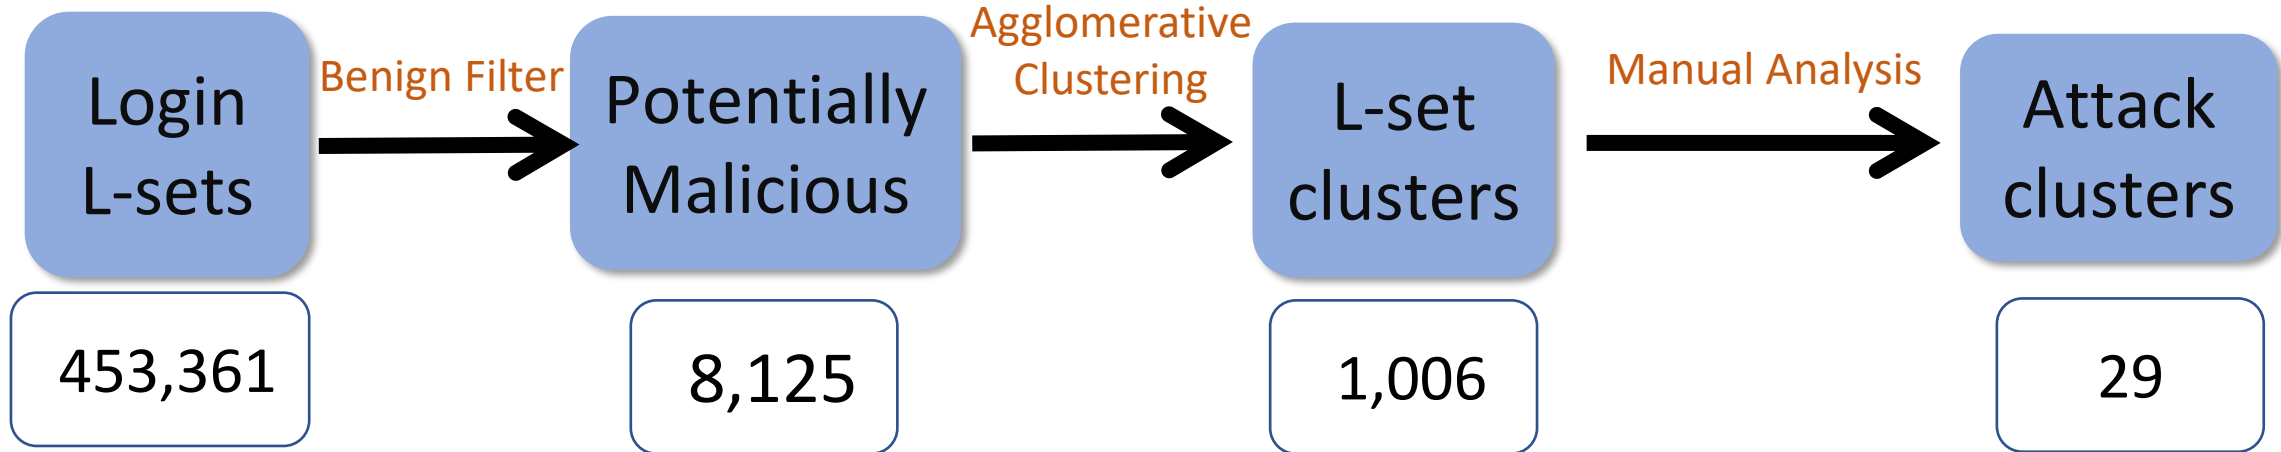 Login
L-sets
Benign Filter
Potentially
Malicious
Agglomerative
Clustering
L-set
clusters
Manual Analysis
Attack
clusters
453,361
8,125
1,006
29